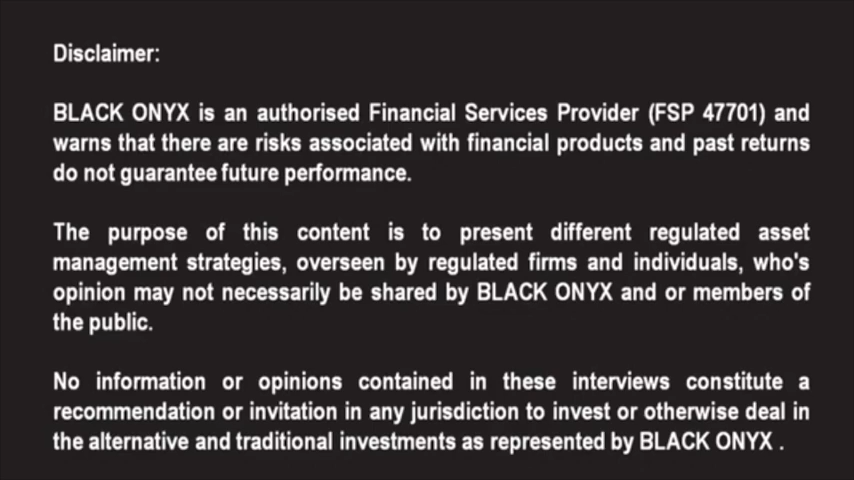 Disclaimer:
BLACK ONYX is an authorised Financial Services Provider (FSP 47701) and
warns that there are risks associated with financial products and past returns
do not guarantee future performance.
The purpose of this content is to present different regulated asset
management strategies, overseen by regulated firms and individuals, who's
opinion may not necessarily be shared by BLACK ONYX and or members of
the public.
No information or opinions contained in these interviews constitute a
recommendation or invitation in any jurisdiction to invest or otherwise deal in
the alternative and traditional investments as represented by BLACK ONYX .